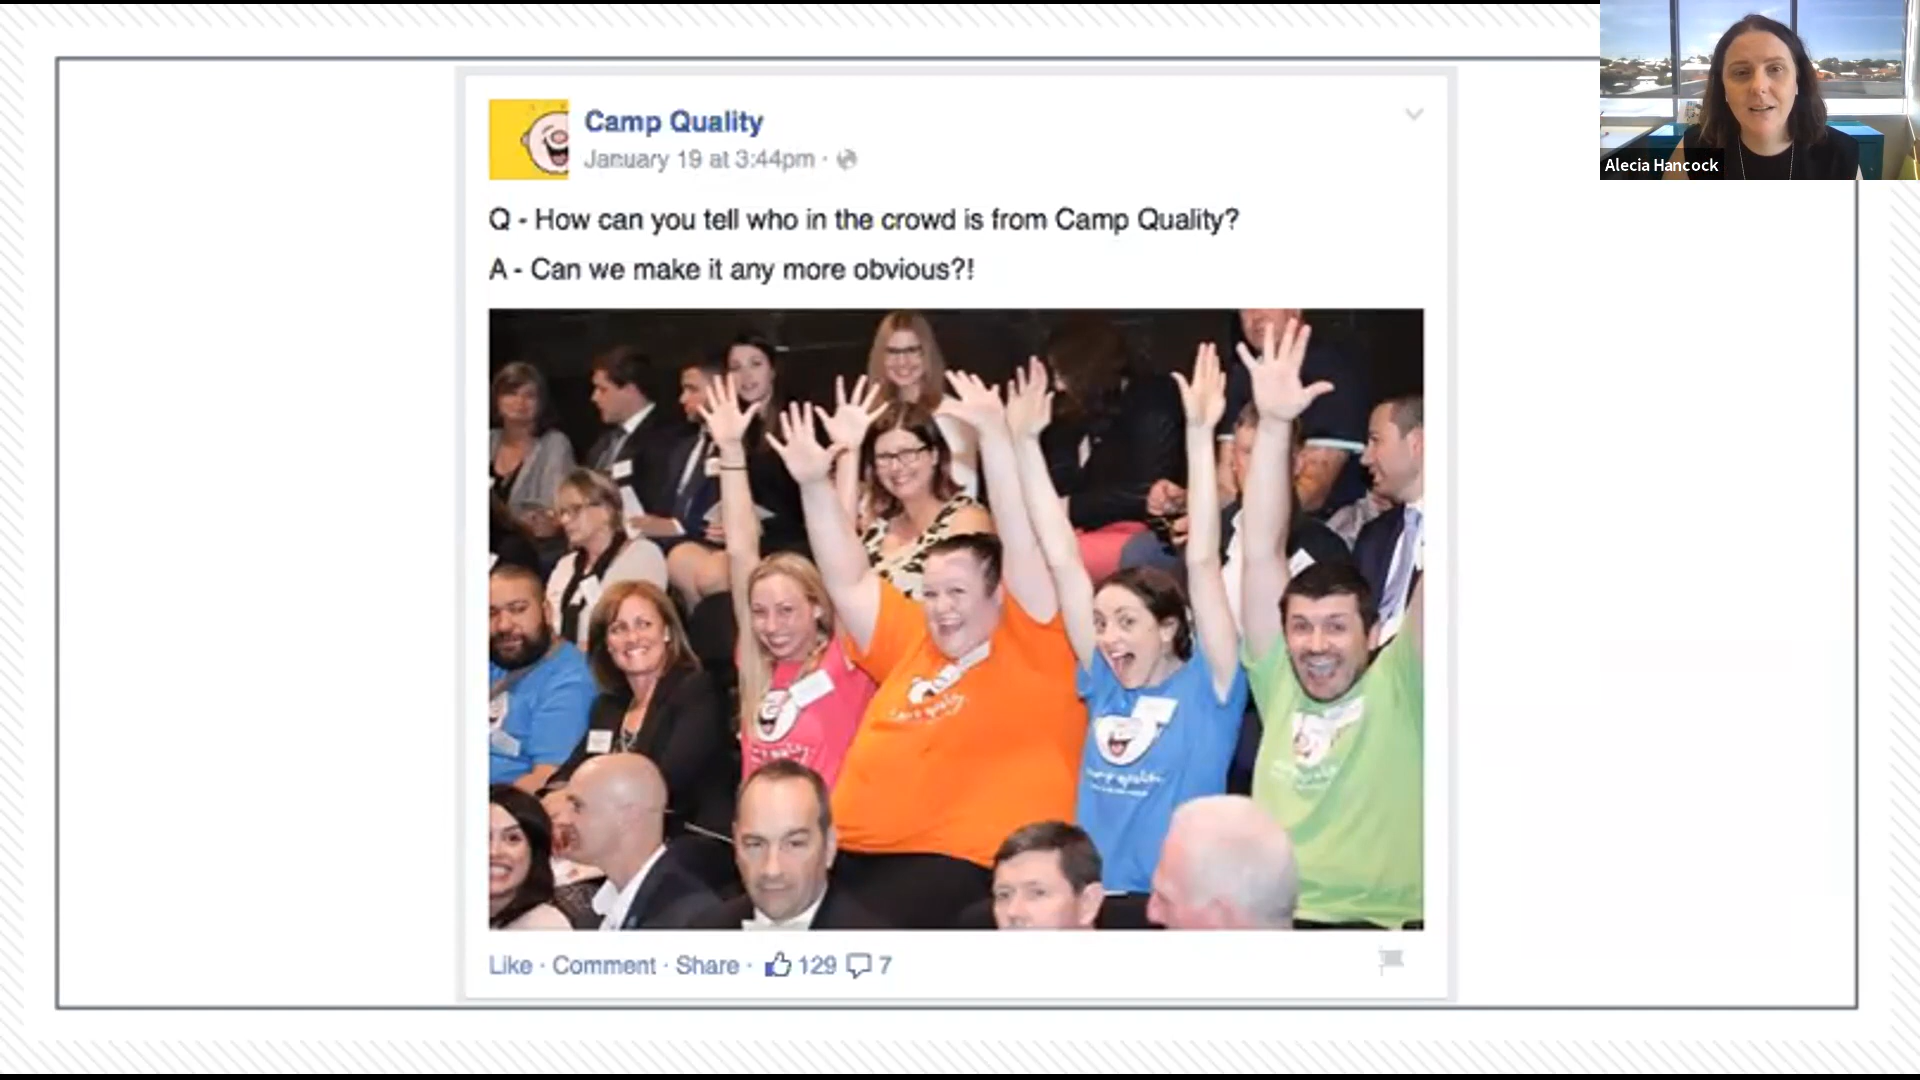 Camp Quality
January 19 at 3:44pm ·
Q - How can you tell who in the crowd is from Camp Quality?
A - Can we make it any more obvious?!
Like · Comment · Share · 129 7
Alecia Hancock